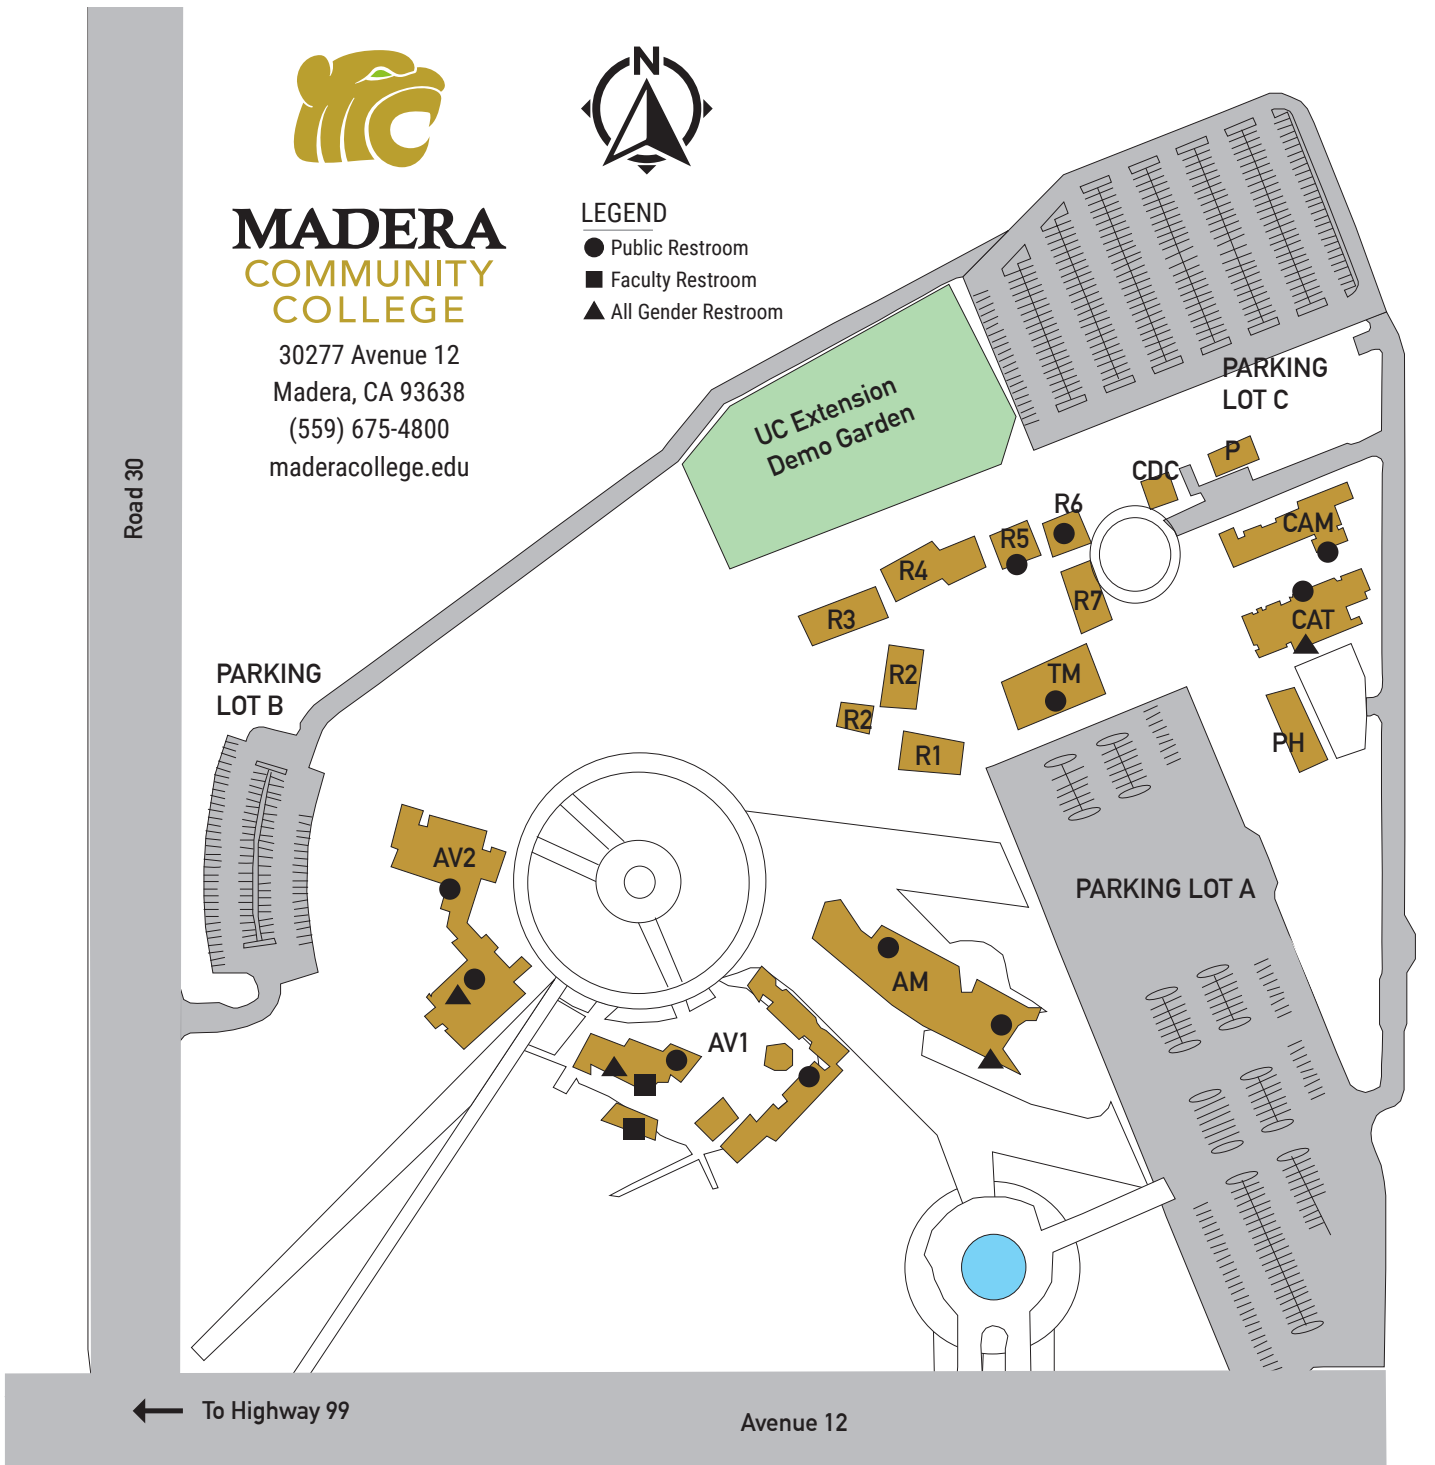 MADERA
COMMUNITY
COLLEGE
30277 Avenue 12
Madera, CA 93638
(559) 675-4800
maderacollege.edu
N
LEGEND
Public Restroom
Faculty Restroom
All Gender Restroom
Road 30
UC Extension
Demo Garden
PARKING
LOT C
P
CDC
R6
R5
CAM
R4
R7
R3
CAT
PARKING
LOT B
R2
TM
R2
R1
PH
AV2
PARKING LOT A
AM
AV1
To Highway 99
Avenue 12